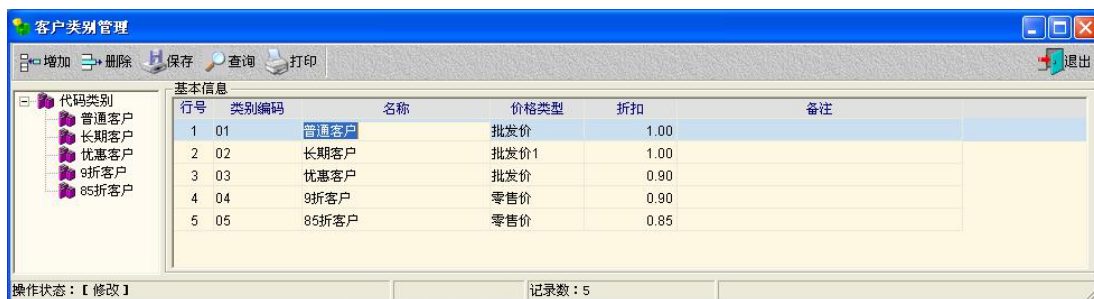 客户类别管理
增加 删除 保存 查询 打印 退出
代码类别
普通客户
长期客户
优惠客户
9折客户
85折客户
基本信息
行号 类别编码 名称 价格类型 折扣 备注
1 01 普通客户 批发价 1.00
2 02 长期客户 批发价1 1.00
3 03 优惠客户 批发价 0.90
4 04 9折客户 零售价 0.90
5 05 85折客户 零售价 0.85
操作状态：【修改】 记录数：5